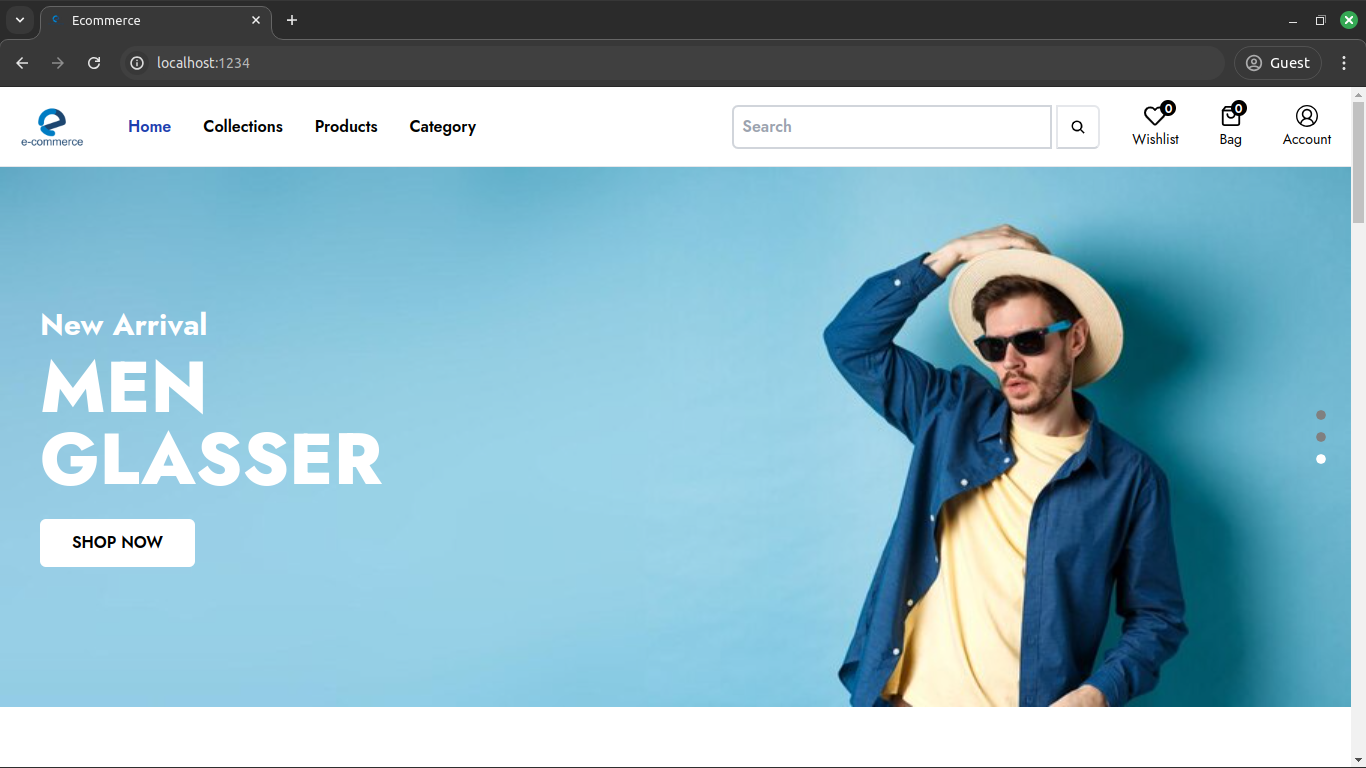 Ecommerce
localhost:1234
Guest
e-commerce
Home
Collections
Products
Category
Search
0
Wishlist
0
Bag
Account
New Arrival
MEN
GLASSER
SHOP NOW